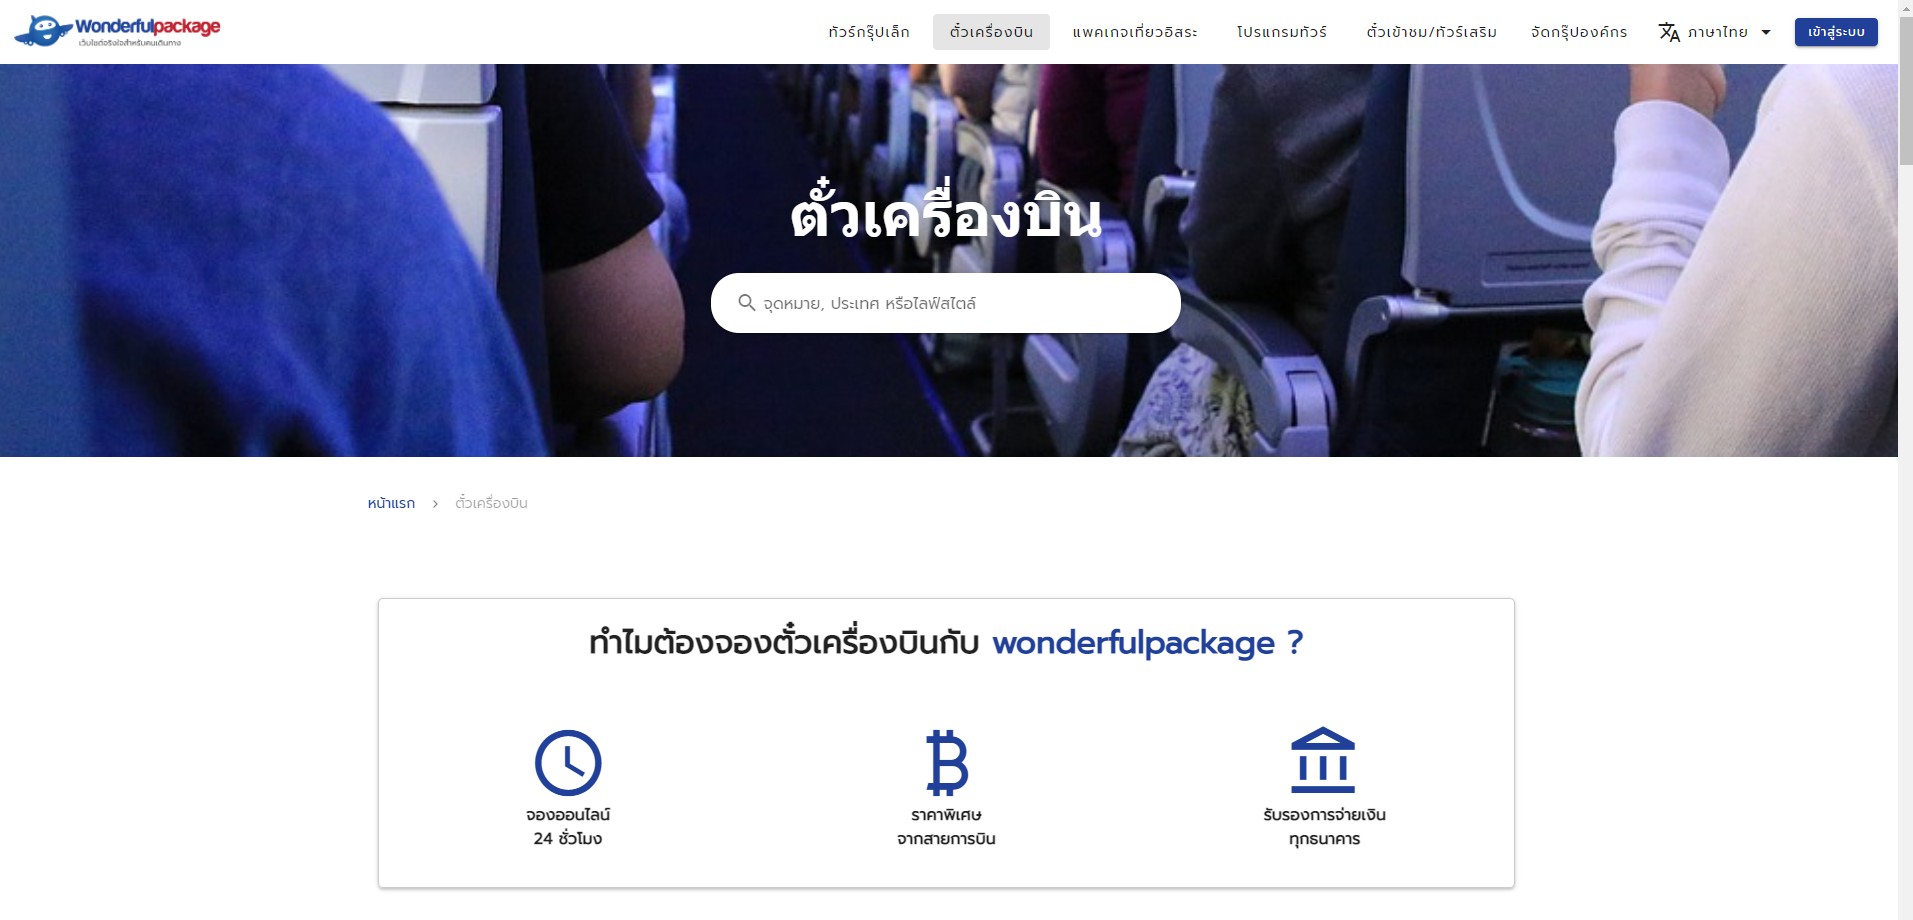 Wonderfulpackage
เว็บไซต์จริงใจสำหรับคนเดินทาง
ทัวร์กรุ๊ปเล็ก
ตั๋วเครื่องบิน
แพคเกจเที่ยวอิสระ
โปรแกรมทัวร์
ตั๋วเข้าชม/ทัวร์เสริม
จัดกรุ๊ปองค์กร
ภาษาไทย
เข้าสู่ระบบ
ตั๋วเครื่องบิน
จุดหมาย, ประเทศ หรือไลฟ์สไตล์
หน้าแรก > ตั๋วเครื่องบิน
ทำไมต้องจองตั๋วเครื่องบินกับ wonderfulpackage ?
จองออนไลน์
24 ชั่วโมง
ราคาพิเศษ
จากสายการบิน
รับรองการจ่ายเงิน
ทุกธนาคาร